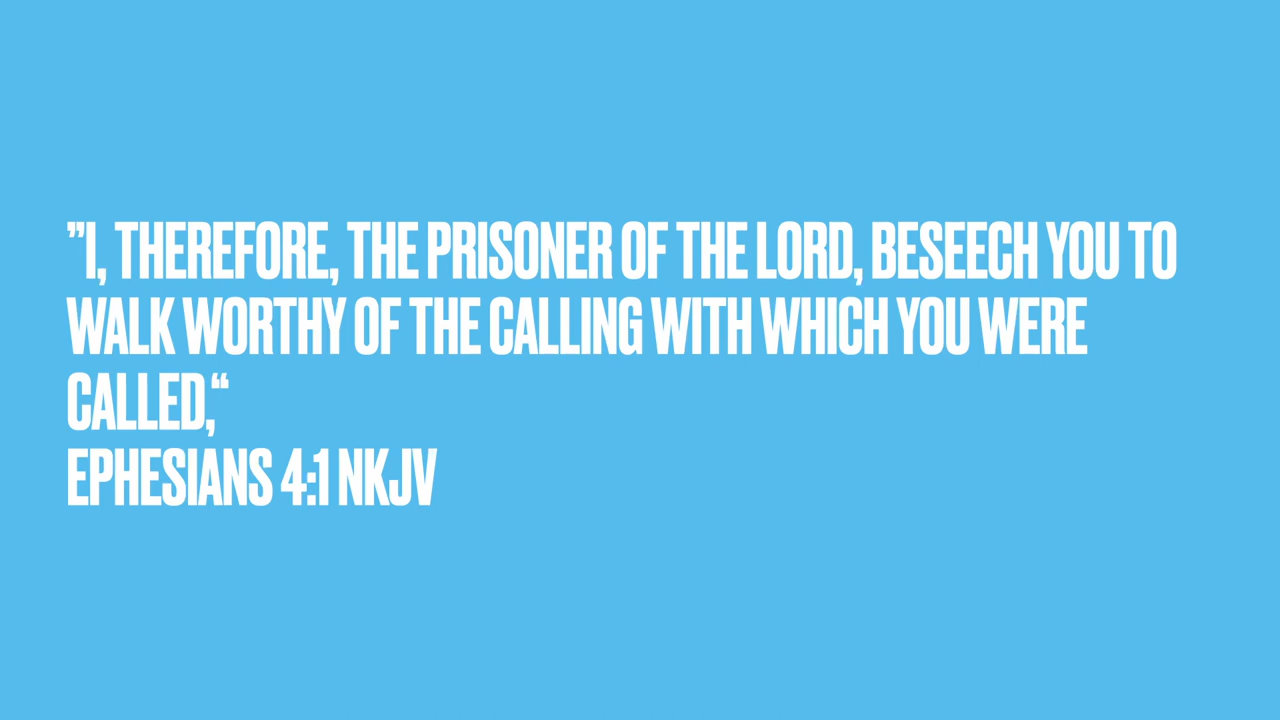 ”I, THEREFORE, THE PRISONER OF THE LORD, BESEECH YOU TO
WALK WORTHY OF THE CALLING WITH WHICH YOU WERE
CALLED,“
EPHESIANS 4:1 NKJV